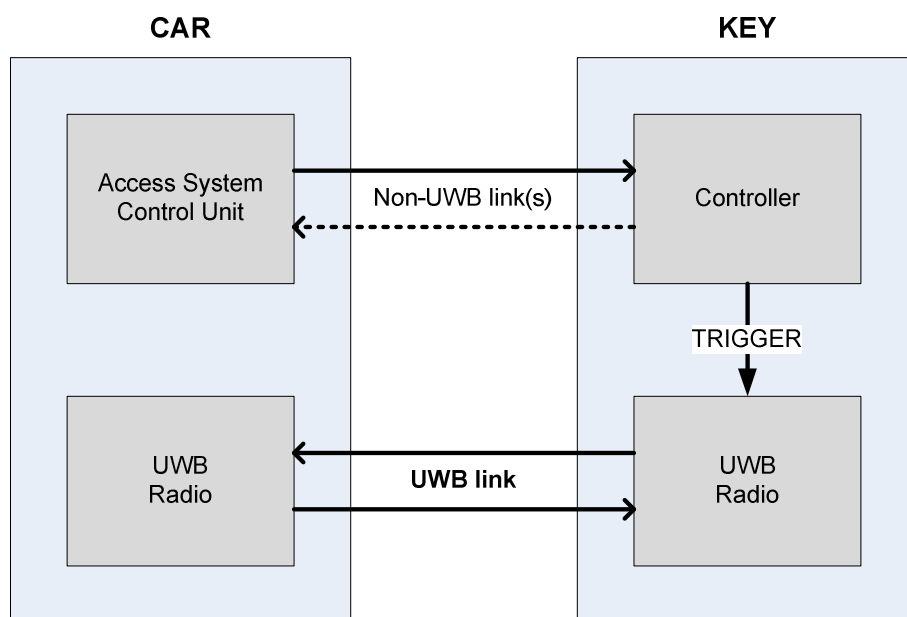 CAR
KEY
Access System
Control Unit
Non-UWB link(s)
Controller
TRIGGER
UWB
Radio
UWB link
UWB
Radio